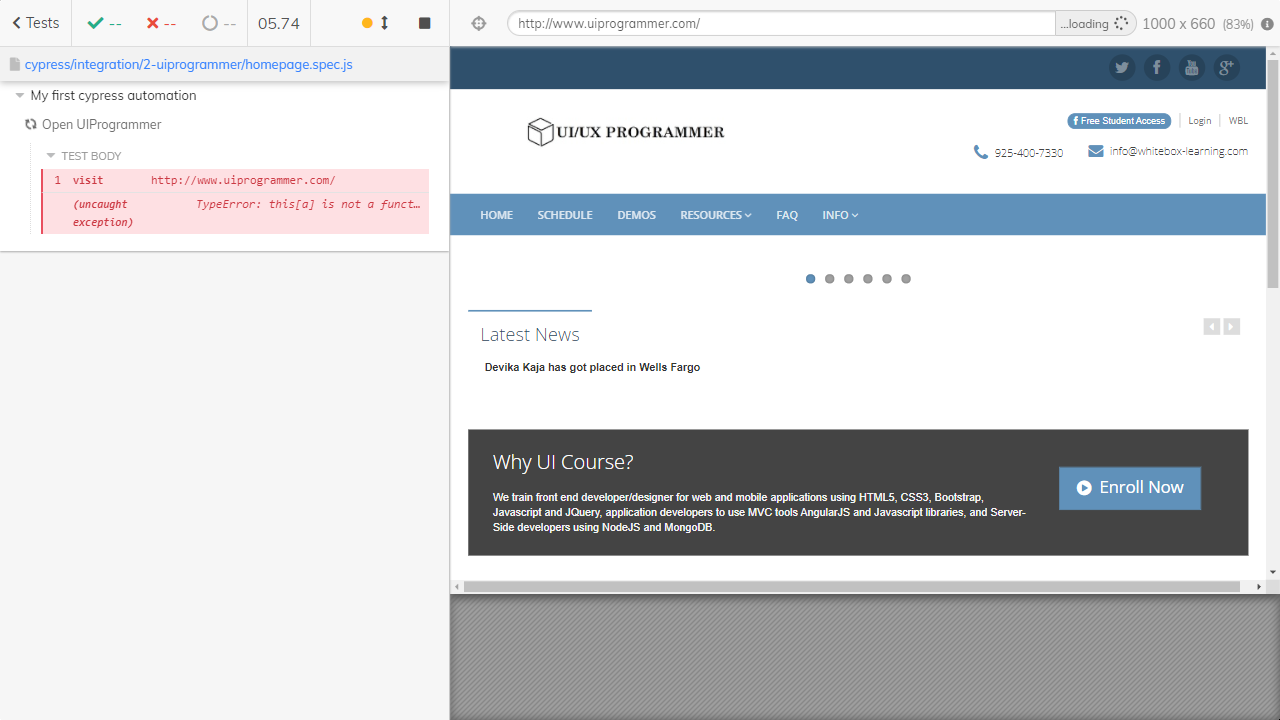 Tests -- -- -- 05.74
http://www.uiprogrammer.com/ ...loading 1000 x 660 (83%)
cypress/integration/2-uiprogrammer/homepage.spec.js
My first cypress automation
Open UIProgrammer
TEST BODY
1 visit http://www.uiprogrammer.com/
(uncaught exception) TypeError: this[a] is not a funct…
UI/UX PROGRAMMER
Free Student Access Login WBL
925-400-7330 info@whitebox-learning.com
HOME SCHEDULE DEMOS RESOURCES FAQ INFO
Latest News
Devika Kaja has got placed in Wells Fargo
Why UI Course?
We train front end developer/designer for web and mobile applications using HTML5, CSS3, Bootstrap,
Javascript and JQuery, application developers to use MVC tools AngularJS and Javascript libraries, and Server-
Side developers using NodeJS and MongoDB.
Enroll Now